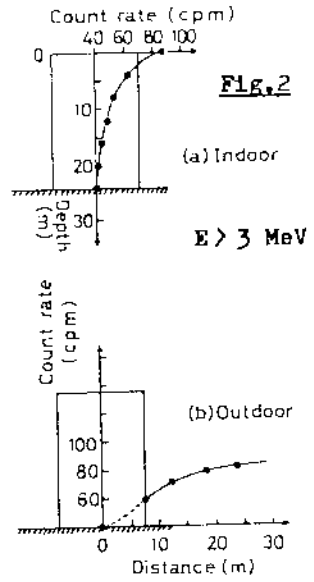 Count rate (cpm)
40 60 80 100
0
10
20
30
Depth (m)
Fig.2
(a) Indoor
E > 3 MeV
Count rate (cpm)
100
80
60
(b) Outdoor
0 10 20 30
Distance (m)